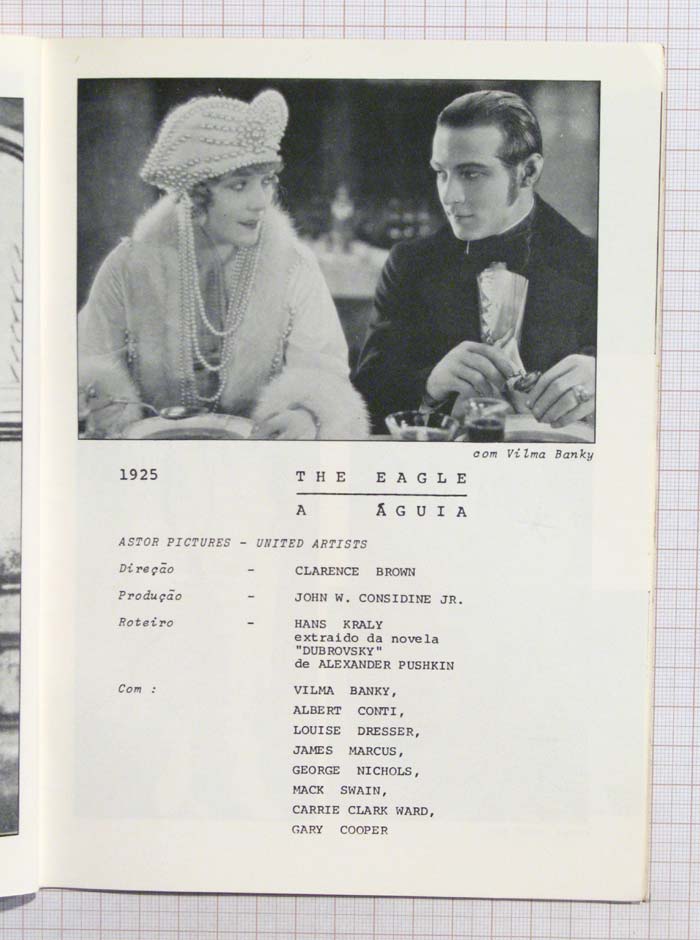 com Vilma Banky
1925 THE EAGLE
A ÁGUIA
ASTOR PICTURES - UNITED ARTISTS
Direção - CLARENCE BROWN
Produção - JOHN W. CONSIDINE JR.
Roteiro - HANS KRALY
extraido da novela
"DUBROVSKY"
de ALEXANDER PUSHKIN
Com : VILMA BANKY,
ALBERT CONTI,
LOUISE DRESSER,
JAMES MARCUS,
GEORGE NICHOLS,
MACK SWAIN,
CARRIE CLARK WARD,
GARY COOPER